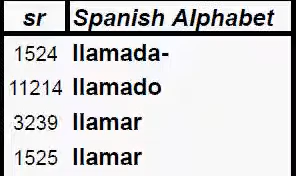 sr Spanish Alphabet
1524 llamada-
11214 llamado
3239 llamar
1525 llamar